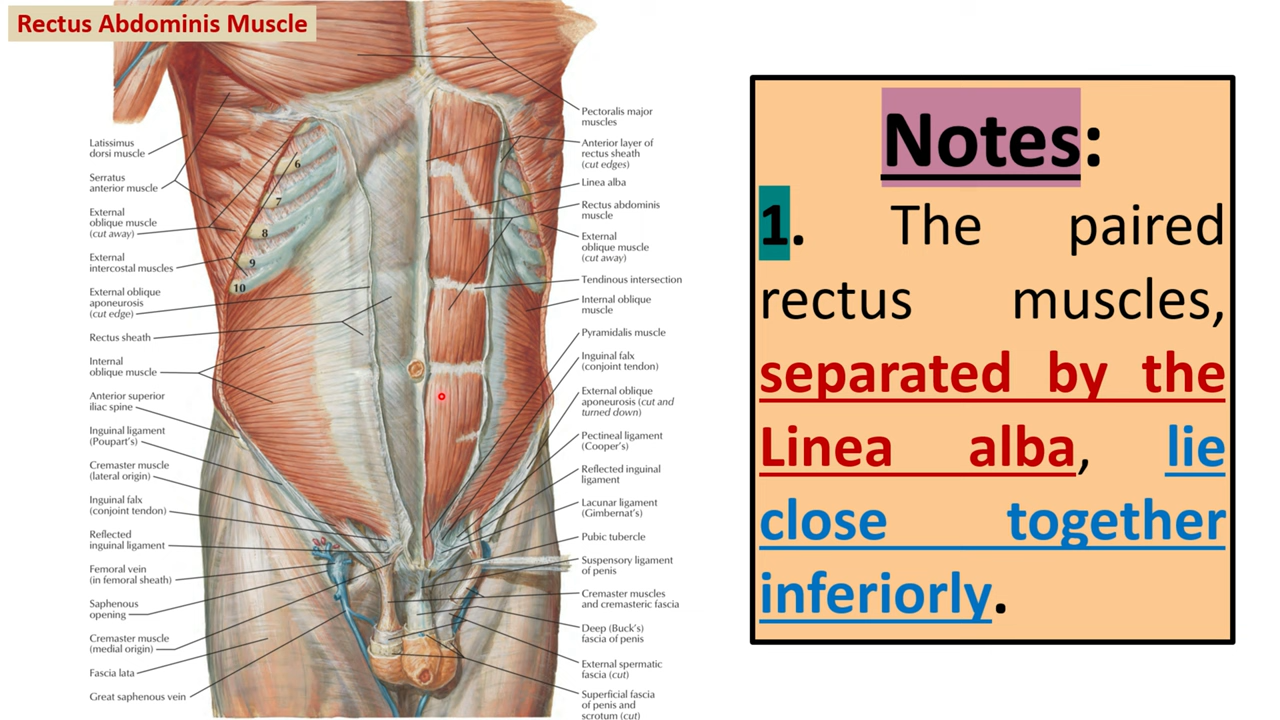 Rectus Abdominis Muscle
Latissimus
dorsi muscle
Serratus
anterior muscle
External
oblique muscle
(cut away)
External
intercostal muscles
External oblique
aponeurosis
(cut edge)
Rectus sheath
Internal
oblique muscle
Anterior superior
iliac spine
Inguinal ligament
(Poupart's)
Cremaster muscle
(lateral origin)
Inguinal falx
(conjoint tendon)
Reflected
inguinal ligament
Femoral vein
(in femoral sheath)
Saphenous
opening
Cremaster muscle
(medial origin)
Fascia lata
Great saphenous vein
6
7
8
9
10
Pectoralis major
muscles
Anterior layer of
rectus sheath
(cut edges)
Linea alba
Rectus abdominis
muscle
External
oblique muscle
(cut away)
Tendinous intersection
Internal oblique
muscle
Pyramidalis muscle
Inguinal falx
(conjoint tendon)
External oblique
aponeurosis (cut and
turned down)
Pectineal ligament
(Cooper's)
Reflected inguinal
ligament
Lacunar ligament
(Gimbernat's)
Pubic tubercle
Suspensory ligament
of penis
Cremaster muscles
and cremasteric fascia
Deep (Buck's)
fascia of penis
External spermatic
fascia (cut)
Superficial fascia
of penis and
scrotum (cut)
Notes:
1. The paired
rectus muscles,
separated by the
Linea alba, lie
close together
inferiorly.